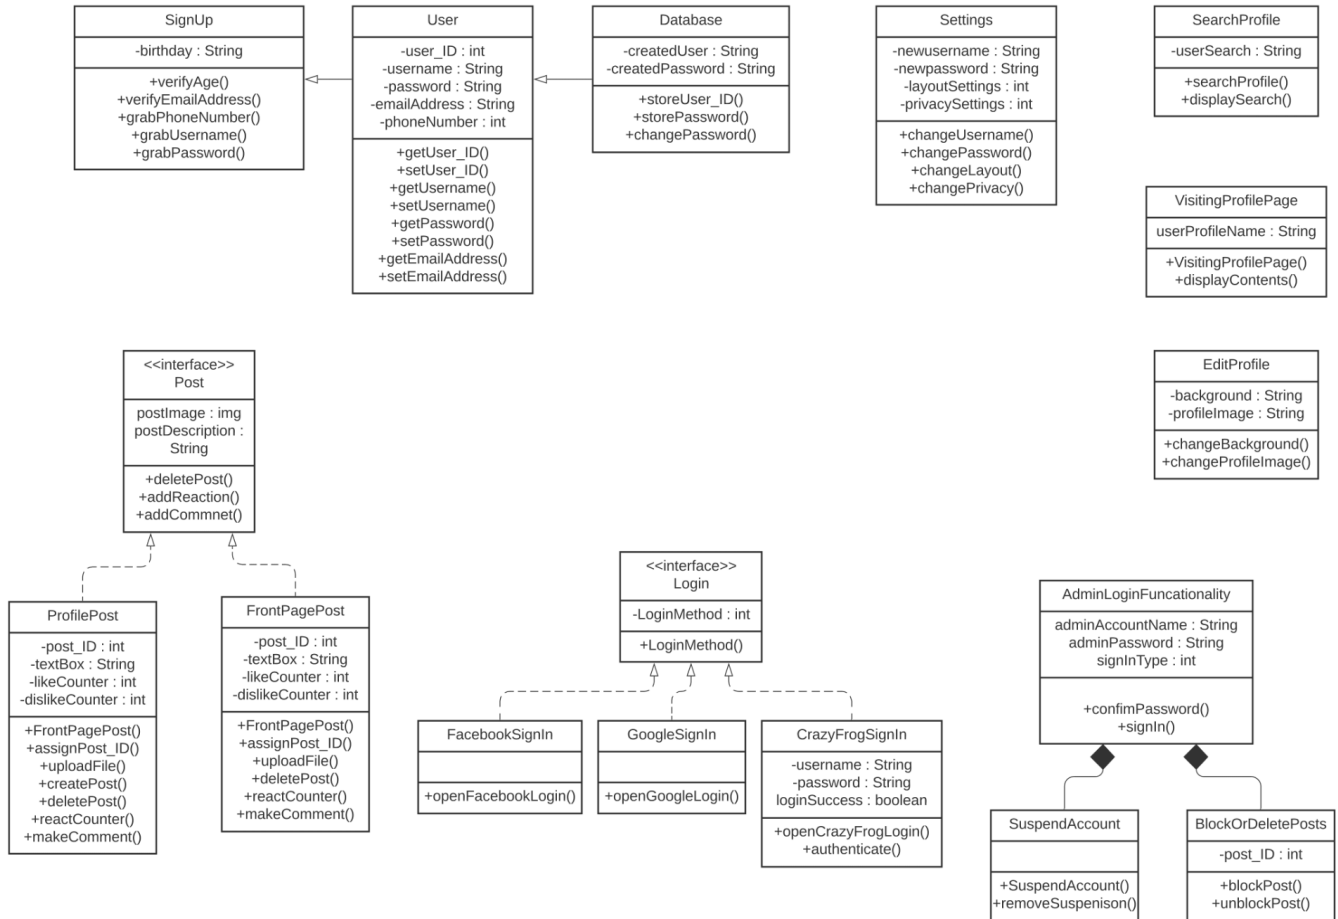 SignUp
-birthday : String
+verifyAge()
+verifyEmailAddress()
+grabPhoneNumber()
+grabUsername()
+grabPassword()
User
-user_ID : int
-username : String
-password : String
-emailAddress : String
-phoneNumber : int
+getUser_ID()
+setUser_ID()
+getUsername()
+setUsername()
+getPassword()
+setPassword()
+getEmailAddress()
+setEmailAddress()
Database
-createdUser : String
-createdPassword : String
+storeUser_ID()
+storePassword()
+changePassword()
Settings
-newusername : String
-newpassword : String
-layoutSettings : int
-privacySettings : int
+changeUsername()
+changePassword()
+changeLayout()
+changePrivacy()
SearchProfile
-userSearch : String
+searchProfile()
+displaySearch()
VisitingProfilePage
userProfileName : String
+VisitingProfilePage()
+displayContents()
EditProfile
-background : String
-profileImage : String
+changeBackground()
+changeProfileImage()
<<interface>>
Post
postImage : img
postDescription :
String
+deletePost()
+addReaction()
+addCommnet()
ProfilePost
-post_ID : int
-textBox : String
-likeCounter : int
-dislikeCounter : int
+FrontPagePost()
+assignPost_ID()
+uploadFile()
+createPost()
+deletePost()
+reactCounter()
+makeComment()
FrontPagePost
-post_ID : int
-textBox : String
-likeCounter : int
-dislikeCounter : int
+FrontPagePost()
+assignPost_ID()
+uploadFile()
+deletePost()
+reactCounter()
+makeComment()
<<interface>>
Login
-LoginMethod : int
+LoginMethod()
FacebookSignIn
+openFacebookLogin()
GoogleSignIn
+openGoogleLogin()
CrazyFrogSignIn
-username : String
-password : String
loginSuccess : boolean
+openCrazyFrogLogin()
+authenticate()
AdminLoginFuncationality
adminAccountName : String
adminPassword : String
signInType : int
+confimPassword()
+signIn()
SuspendAccount
+SuspendAccount()
+removeSuspenison()
BlockOrDeletePosts
-post_ID : int
+blockPost()
+unblockPost()